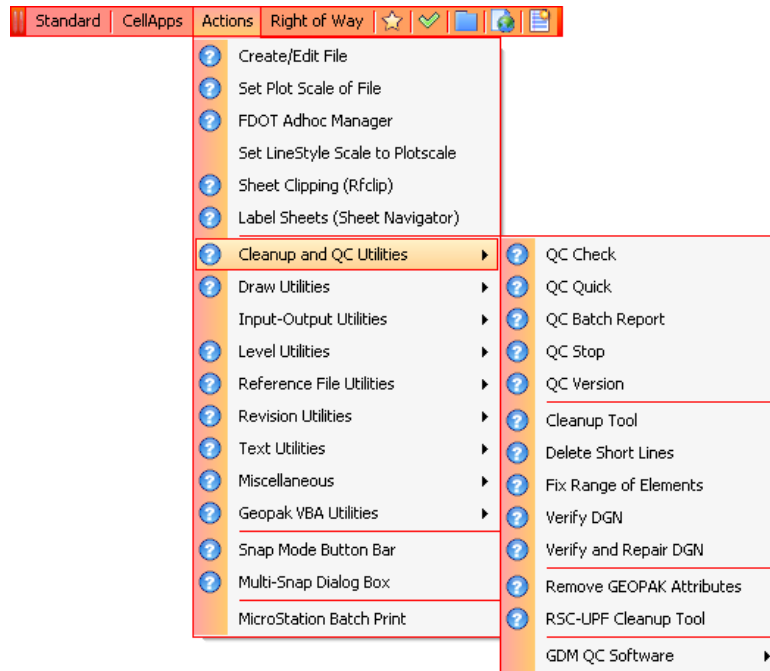 Standard CellApps Actions Right of Way
Create/Edit File
Set Plot Scale of File
FDOT Adhoc Manager
Set LineStyle Scale to Plotscale
Sheet Clipping (Rfclip)
Label Sheets (Sheet Navigator)
Cleanup and QC Utilities
Draw Utilities
Input-Output Utilities
Level Utilities
Reference File Utilities
Revision Utilities
Text Utilities
Miscellaneous
Geopak VBA Utilities
Snap Mode Button Bar
Multi-Snap Dialog Box
MicroStation Batch Print
QC Check
QC Quick
QC Batch Report
QC Stop
QC Version
Cleanup Tool
Delete Short Lines
Fix Range of Elements
Verify DGN
Verify and Repair DGN
Remove GEOPAK Attributes
RSC-UPF Cleanup Tool
GDM QC Software